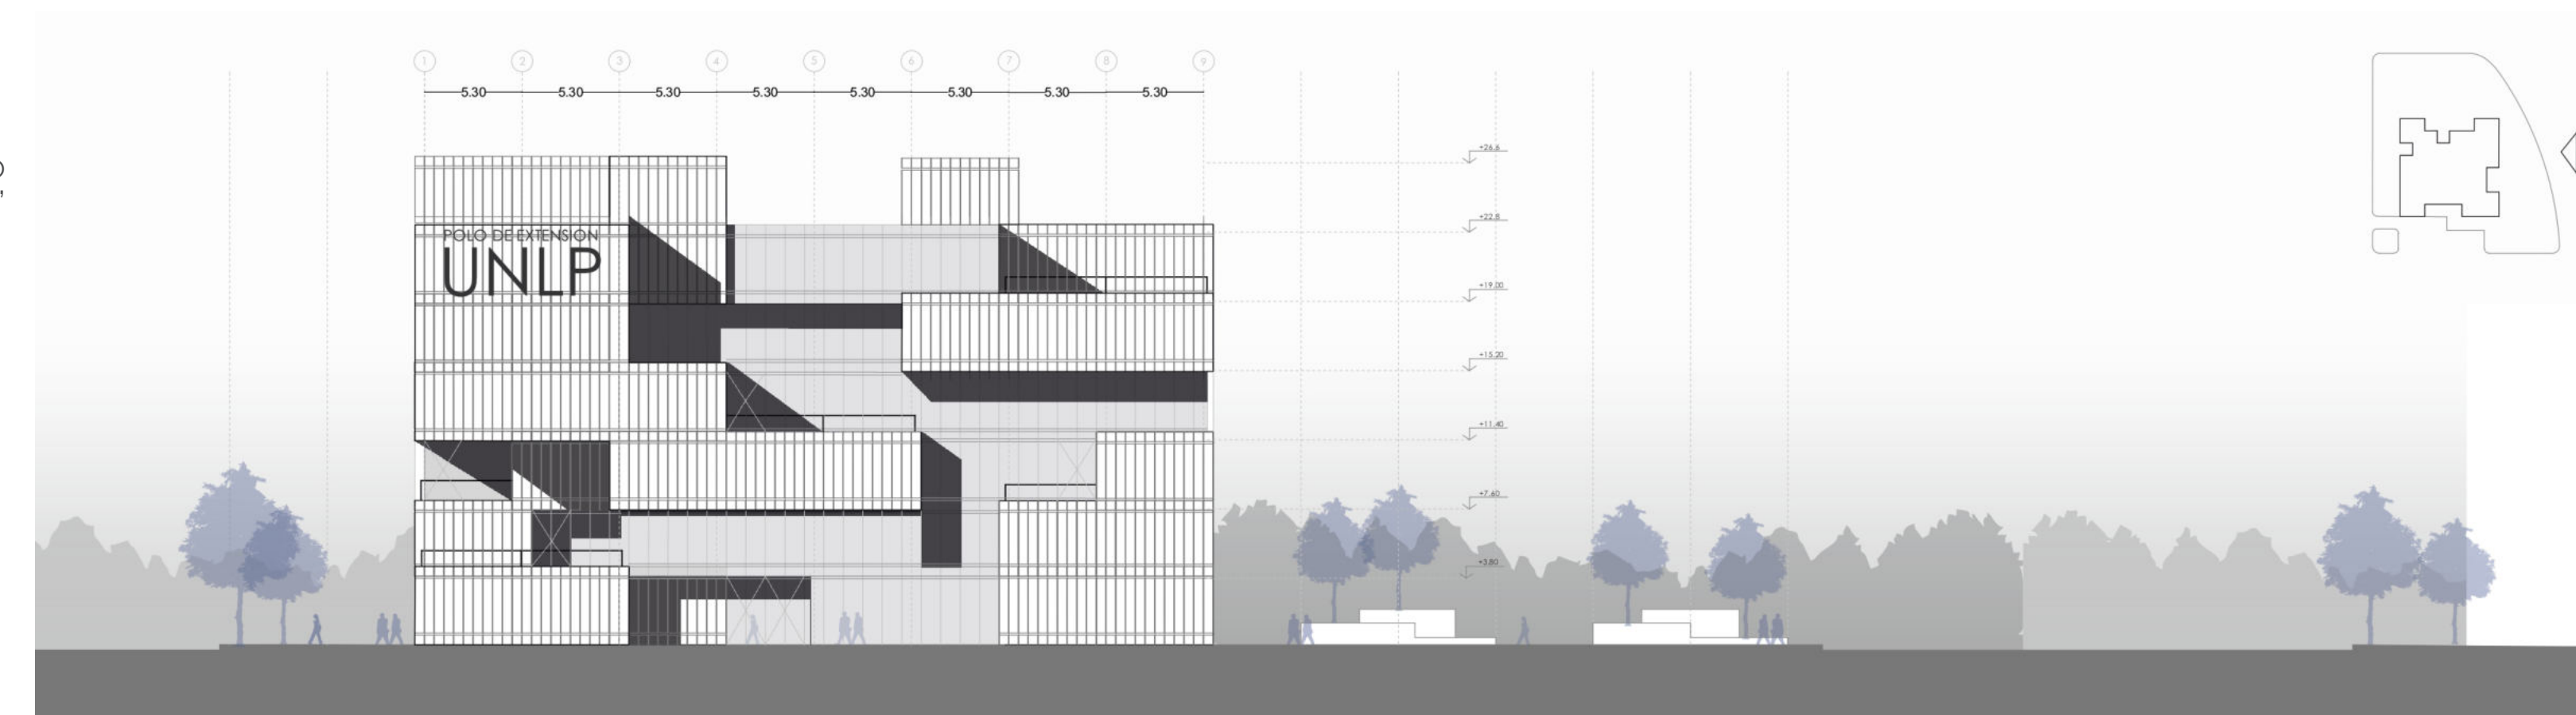 1 2 3 4 5 6 7 8 9
5.30 5.30 5.30 5.30 5.30 5.30 5.30 5.30
+26.6
+22.8
POLO DE EXTENSION
UNLP
+19.00
+15.20
+11.40
+7.60
+3.80